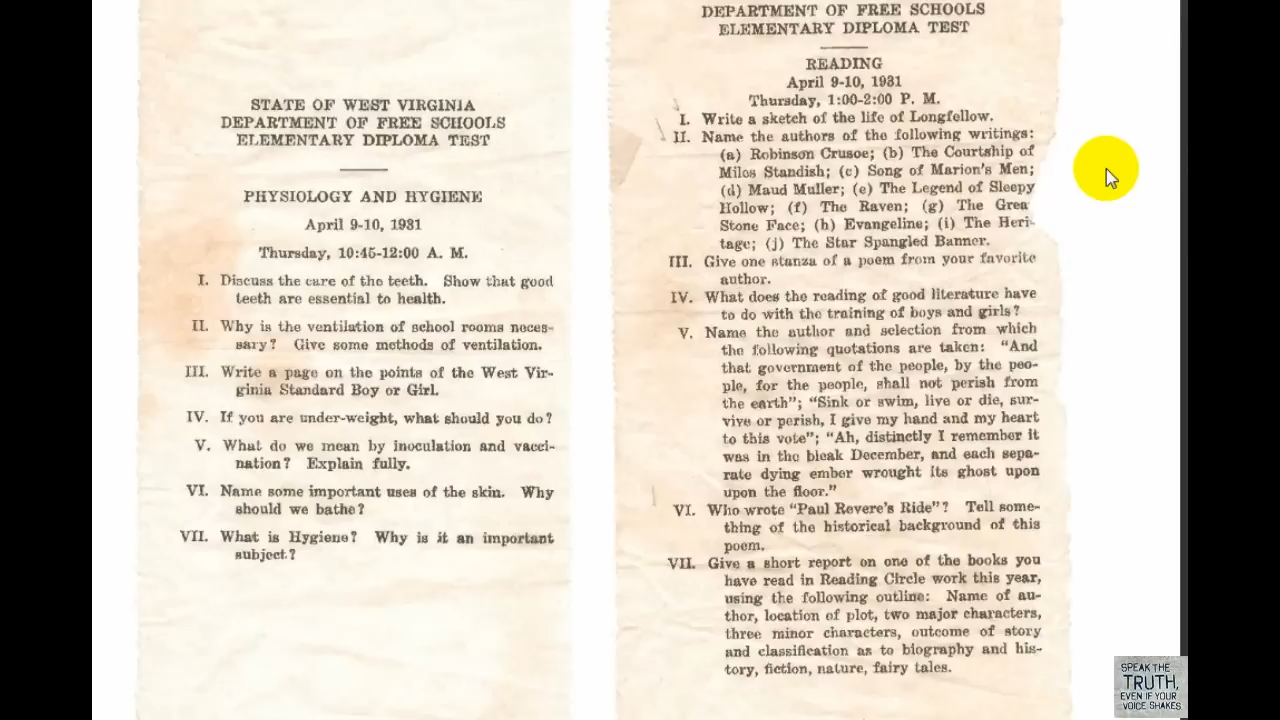 STATE OF WEST VIRGINIA
DEPARTMENT OF FREE SCHOOLS
ELEMENTARY DIPLOMA TEST
PHYSIOLOGY AND HYGIENE
April 9-10, 1931
Thursday, 10:45-12:00 A. M.
I. Discuss the care of the teeth. Show that good
teeth are essential to health.
II. Why is the ventilation of school rooms neces-
sary? Give some methods of ventilation.
III. Write a page on the points of the West Vir-
ginia Standard Boy or Girl.
IV. If you are under-weight, what should you do?
V. What do we mean by inoculation and vacci-
nation? Explain fully.
VI. Name some important uses of the skin. Why
should we bathe?
VII. What is Hygiene? Why is it an important
subject?
DEPARTMENT OF FREE SCHOOLS
ELEMENTARY DIPLOMA TEST
READING
April 9-10, 1931
Thursday, 1:00-2:00 P. M.
I. Write a sketch of the life of Longfellow.
II. Name the authors of the following writings:
(a) Robinson Crusoe; (b) The Courtship of
Miles Standish; (c) Song of Marion's Men;
(d) Maud Muller; (e) The Legend of Sleepy
Hollow; (f) The Raven; (g) The Grea
Stone Face; (h) Evangeline; (i) The Heri-
tage; (j) The Star Spangled Banner.
III. Give one stanza of a poem from your favorite
author.
IV. What does the reading of good literature have
to do with the training of boys and girls?
V. Name the author and selection from which
the following quotations are taken: "And
that government of the people, by the peo-
ple, for the people, shall not perish from
the earth"; "Sink or swim, live or die, sur-
vive or perish, I give my hand and my heart
to this vote"; "Ah, distinctly I remember it
was in the bleak December, and each sepa-
rate dying ember wrought its ghost upon
upon the floor."
VI. Who wrote "Paul Revere's Ride"? Tell some-
thing of the historical background of this
poem.
VII. Give a short report on one of the books you
have read in Reading Circle work this year,
using the following outline: Name of au-
thor, location of plot, two major characters,
three minor characters, outcome of story
and classification as to biography and his-
tory, fiction, nature, fairy tales.
SPEAK THE
TRUTH,
EVEN IF YOUR
VOICE SHAKES